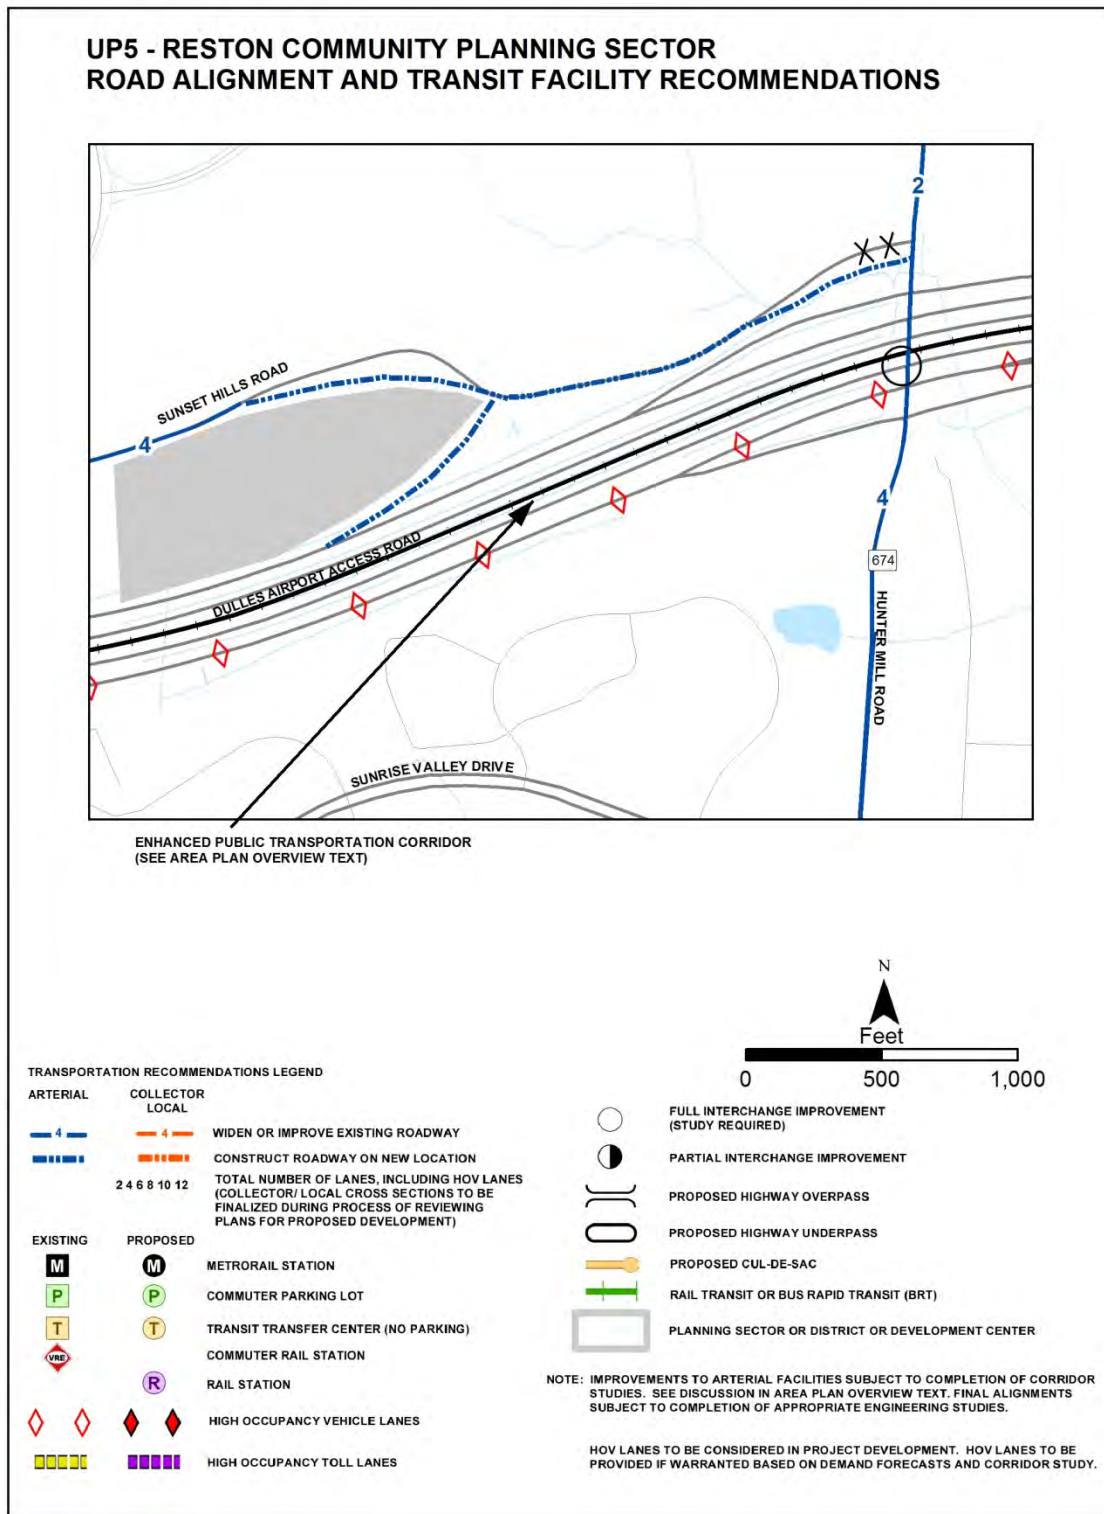 UP5 - RESTON COMMUNITY PLANNING SECTOR
ROAD ALIGNMENT AND TRANSIT FACILITY RECOMMENDATIONS
2
SUNSET HILLS ROAD
4
4
674
DULLES AIRPORT ACCESS ROAD
HUNTER MILL ROAD
SUNRISE VALLEY DRIVE
ENHANCED PUBLIC TRANSPORTATION CORRIDOR
(SEE AREA PLAN OVERVIEW TEXT)
N
Feet
0 500 1,000
TRANSPORTATION RECOMMENDATIONS LEGEND
ARTERIAL COLLECTOR
LOCAL
4 4 WIDEN OR IMPROVE EXISTING ROADWAY
CONSTRUCT ROADWAY ON NEW LOCATION
2 4 6 8 10 12 TOTAL NUMBER OF LANES, INCLUDING HOV LANES
(COLLECTOR/ LOCAL CROSS SECTIONS TO BE
FINALIZED DURING PROCESS OF REVIEWING
PLANS FOR PROPOSED DEVELOPMENT)
EXISTING PROPOSED
M M METRORAIL STATION
P P COMMUTER PARKING LOT
T T TRANSIT TRANSFER CENTER (NO PARKING)
VRE COMMUTER RAIL STATION
R RAIL STATION
HIGH OCCUPANCY VEHICLE LANES
HIGH OCCUPANCY TOLL LANES
FULL INTERCHANGE IMPROVEMENT
(STUDY REQUIRED)
PARTIAL INTERCHANGE IMPROVEMENT
PROPOSED HIGHWAY OVERPASS
PROPOSED HIGHWAY UNDERPASS
PROPOSED CUL-DE-SAC
RAIL TRANSIT OR BUS RAPID TRANSIT (BRT)
PLANNING SECTOR OR DISTRICT OR DEVELOPMENT CENTER
NOTE: IMPROVEMENTS TO ARTERIAL FACILITIES SUBJECT TO COMPLETION OF CORRIDOR
STUDIES. SEE DISCUSSION IN AREA PLAN OVERVIEW TEXT. FINAL ALIGNMENTS
SUBJECT TO COMPLETION OF APPROPRIATE ENGINEERING STUDIES.
HOV LANES TO BE CONSIDERED IN PROJECT DEVELOPMENT. HOV LANES TO BE
PROVIDED IF WARRANTED BASED ON DEMAND FORECASTS AND CORRIDOR STUDY.